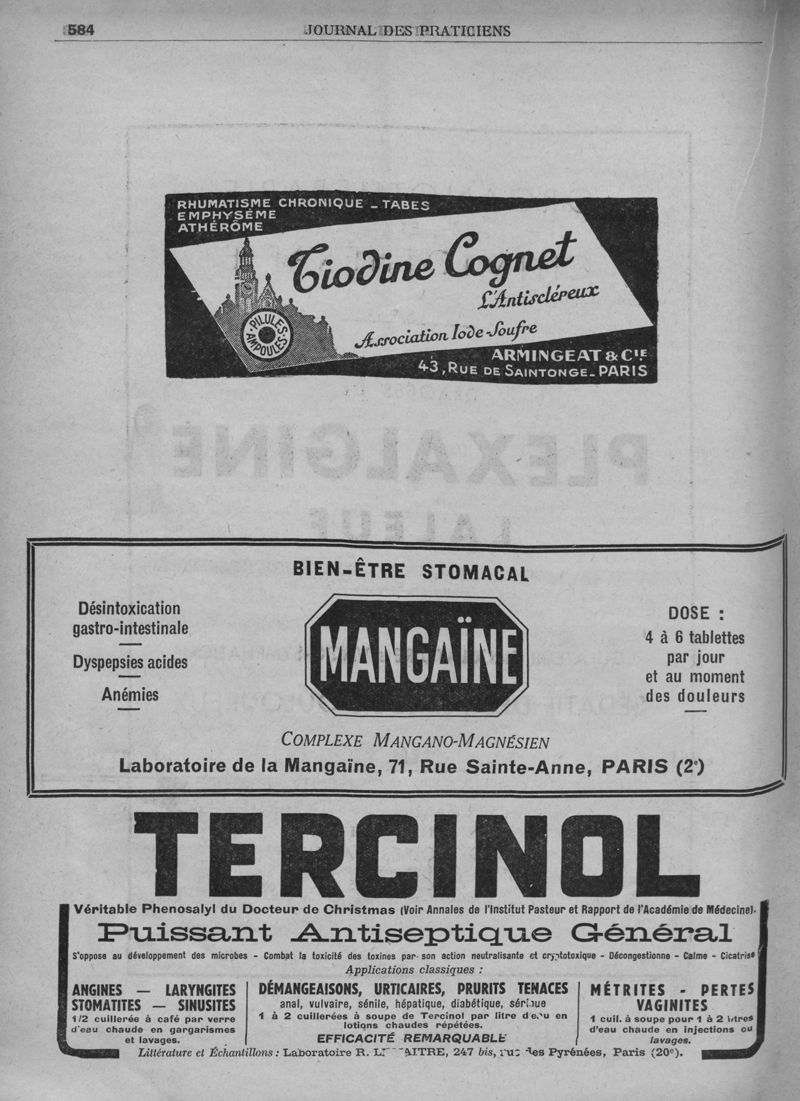 584
JOURNAL DES PRATICIENS
RHUMATISME CHRONIQUE _ TABES
EMPHYSÈME
ATHÉRÔME
Tiodine Cognet
L'Antiscléreux
PILULES
AMPOULES
Association Iode-Soufre
ARMINGEAT & CIE
43, RUE DE SAINTONGE_PARIS
PLEXALGINE
LALEUF
BIEN-ÊTRE STOMACAL
Désintoxication
gastro-intestinale
Dyspepsies acides
Anémies
MANGAÏNE
DOSE :
4 à 6 tablettes
par jour
et au moment
des douleurs
COMPLEXE MANGANO-MAGNÉSIEN
Laboratoire de la Mangaïne, 71, Rue Sainte-Anne, PARIS (2e)
TERCINOL
Véritable Phenosalyl du Docteur de Christmas (Voir Annales de l'Institut Pasteur et Rapport de l'Académie de Médecine).
Puissant Antiseptique Général
S'oppose au développement des microbes - Combat la toxicité des toxines par son action neutralisante et cryptotoxique - Décongestionne - Calme - Cicatrise
Applications classiques :
ANGINES — LARYNGITES
STOMATITES — SINUSITES
1/2 cuillerée à café par verre
d'eau chaude en gargarismes
et lavages.
DÉMANGEAISONS, URTICAIRES, PRURITS TENACES
anal, vulvaire, sénile, hépatique, diabétique, sérique
1 à 2 cuillerées à soupe de Tercinol par litre d'eau en
lotions chaudes répétées.
EFFICACITÉ REMARQUABLE
MÉTRITES - PERTES
VAGINITES
1 cuil. à soupe pour 1 à 2 litres
d'eau chaude en injections ou
lavages.
Littérature et Échantillons : Laboratoire R. 247 bis, rue des Pyrénées, Paris (20e).